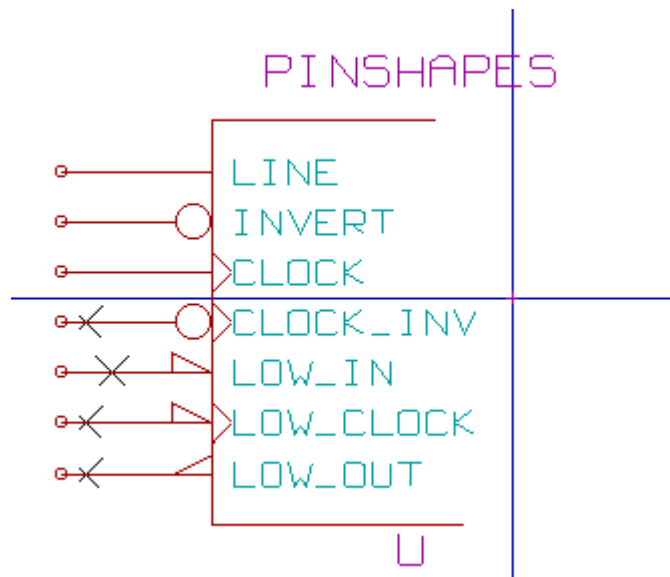 PINSHAPES
LINE
INVERT
CLOCK
CLOCK_INV
LOW_IN
LOW_CLOCK
LOW_OUT
U